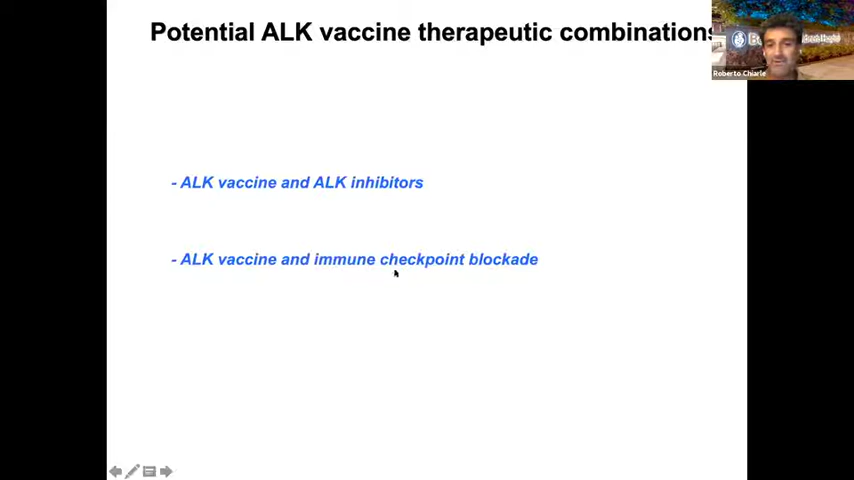 Potential ALK vaccine therapeutic combinations
Roberto Chiarle
- ALK vaccine and ALK inhibitors
- ALK vaccine and immune checkpoint blockade